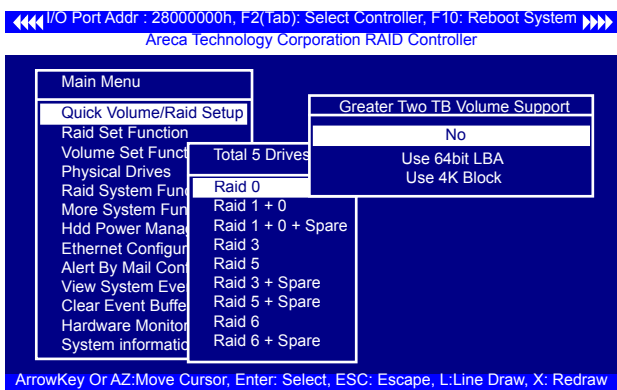 I/O Port Addr : 28000000h, F2(Tab): Select Controller, F10: Reboot System
Areca Technology Corporation RAID Controller
Main Menu
Quick Volume/Raid Setup
Raid Set Function
Volume Set Funct
Physical Drives
Raid System Func
More System Fun
Hdd Power Mana
Ethernet Configur
Alert By Mail Con
View System Eve
Clear Event Buffe
Hardware Monitor
System informatio
Total 5 Drives
Raid 0
Raid 1 + 0
Raid 1 + 0 + Spare
Raid 3
Raid 5
Raid 3 + Spare
Raid 5 + Spare
Raid 6
Raid 6 + Spare
Greater Two TB Volume Support
No
Use 64bit LBA
Use 4K Block
ArrowKey Or AZ:Move Cursor, Enter: Select, ESC: Escape, L:Line Draw, X: Redraw